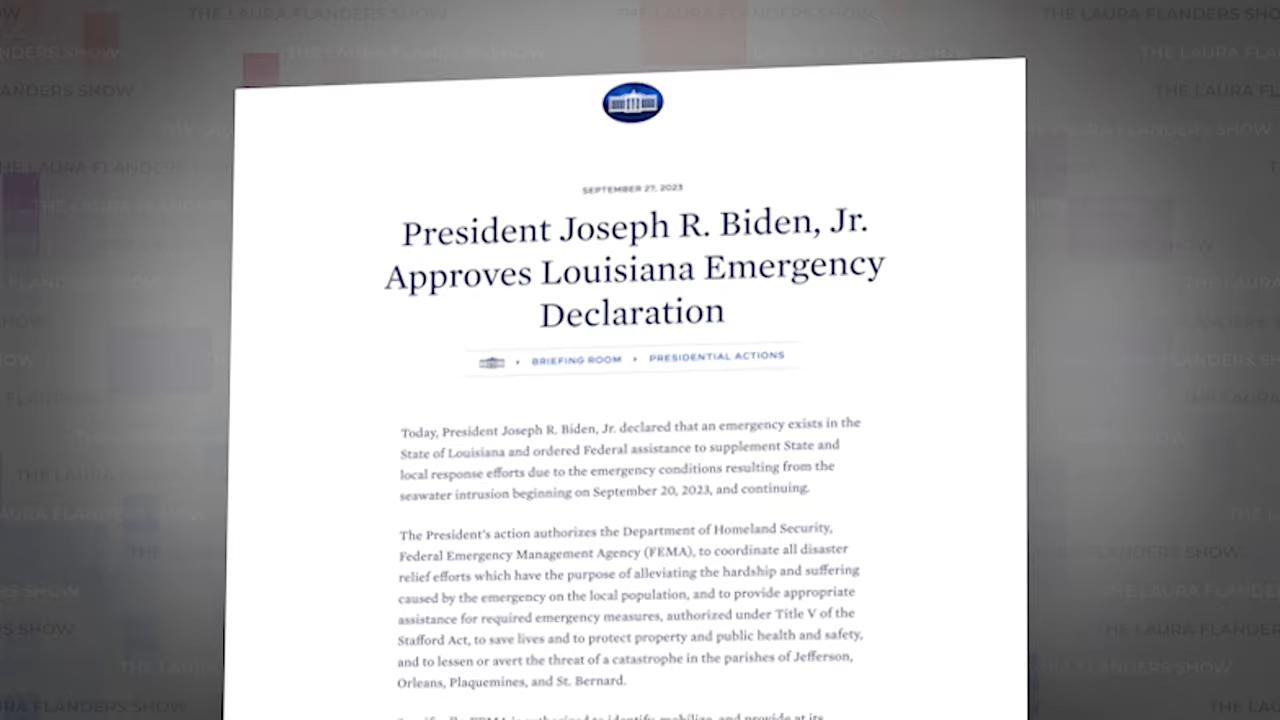 SEPTEMBER 27, 2023
President Joseph R. Biden, Jr.
Approves Louisiana Emergency
Declaration
BRIEFING ROOM
PRESIDENTIAL ACTIONS
Today, President Joseph R. Biden, Jr. declared that an emergency exists in the
State of Louisiana and ordered Federal assistance to supplement State and
local response efforts due to the emergency conditions resulting from the
seawater intrusion beginning on September 20, 2023, and continuing.
The President's action authorizes the Department of Homeland Security,
Federal Emergency Management Agency (FEMA), to coordinate all disaster
relief efforts which have the purpose of alleviating the hardship and suffering
caused by the emergency on the local population, and to provide appropriate
assistance for required emergency measures, authorized under Title V of the
Stafford Act, to save lives and to protect property and public health and safety,
and to lessen or avert the threat of a catastrophe in the parishes of Jefferson,
Orleans, Plaquemines, and St. Bernard.
THE LAURA FLANDERS SHOW